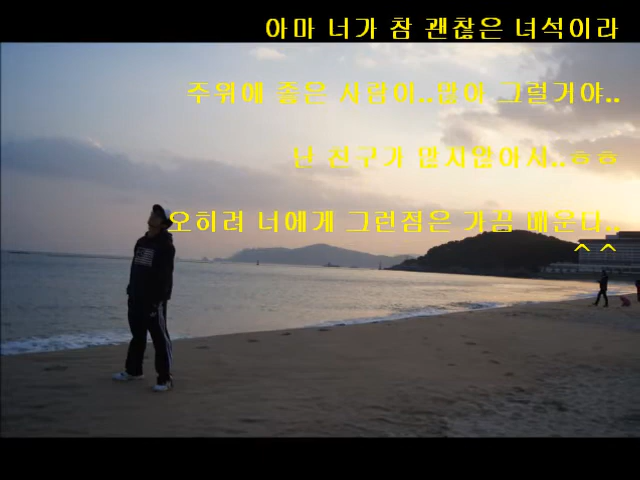 아마 너가 참 괜찮은 녀석이라
주위에 좋은 사람이..많아 그럴거야..
난 친구가 많지않아서..ㅎㅎ
오히려 너에게 그런점은 가끔 배운다..
^ ^